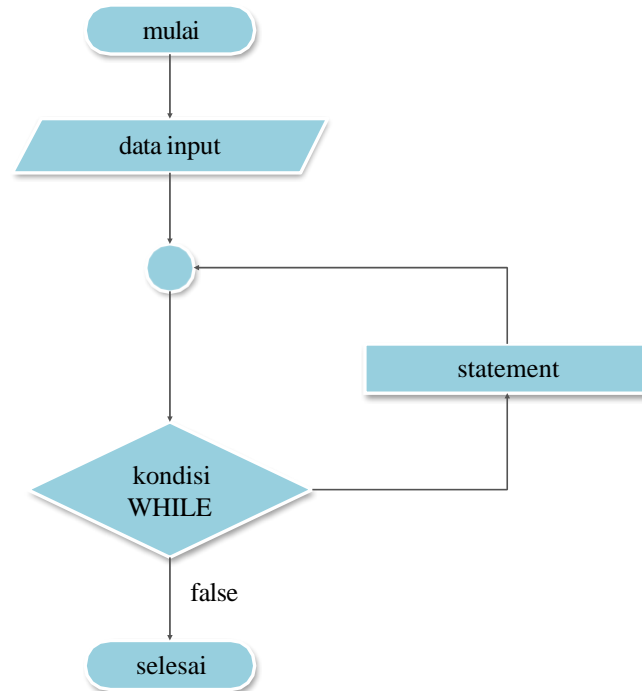 mulai
data input
statement
kondisi
WHILE
false
selesai